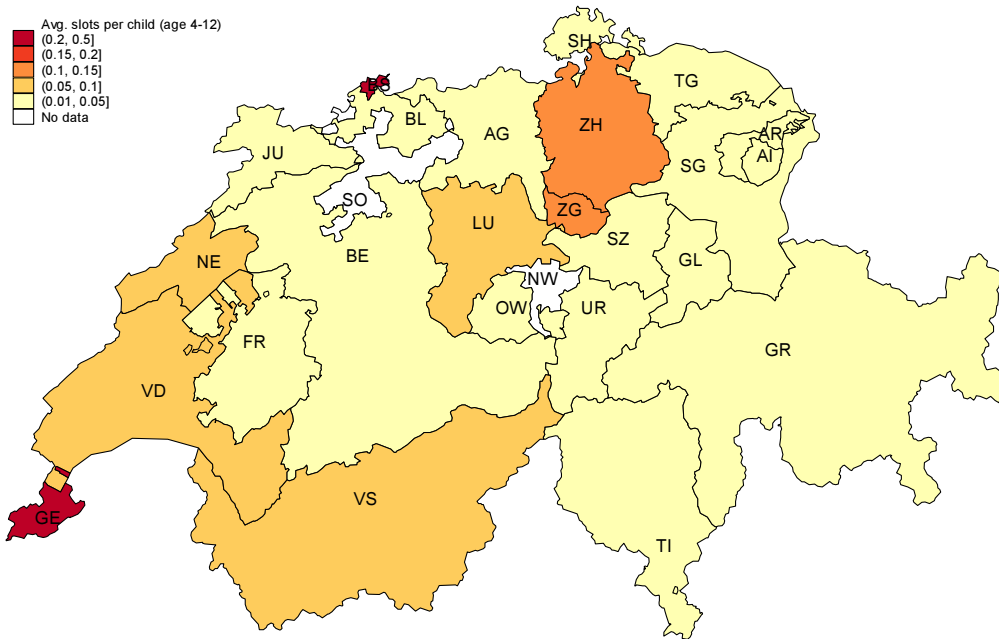 Avg. slots per child (age 4-12)
(0.2, 0.5]
(0.15, 0.2]
(0.1, 0.15]
(0.05, 0.1]
(0.01, 0.05]
No data
SH
TG
BL
AG
ZH
AR
AI
JU
SG
SO
ZG
LU
SZ
BE
NE
GL
NW
OW
UR
FR
GR
VD
VS
GE
TI